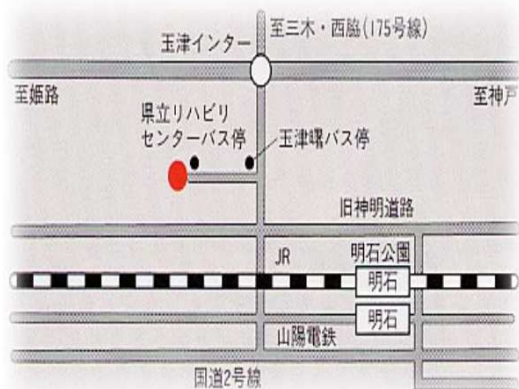 至三木・西脇(175号線)
玉津インター
至姫路
至神戸
県立リハビリ
センターバス停
玉津曙バス停
旧神明道路
JR
明石公園
明石
明石
山陽電鉄
国道2号線